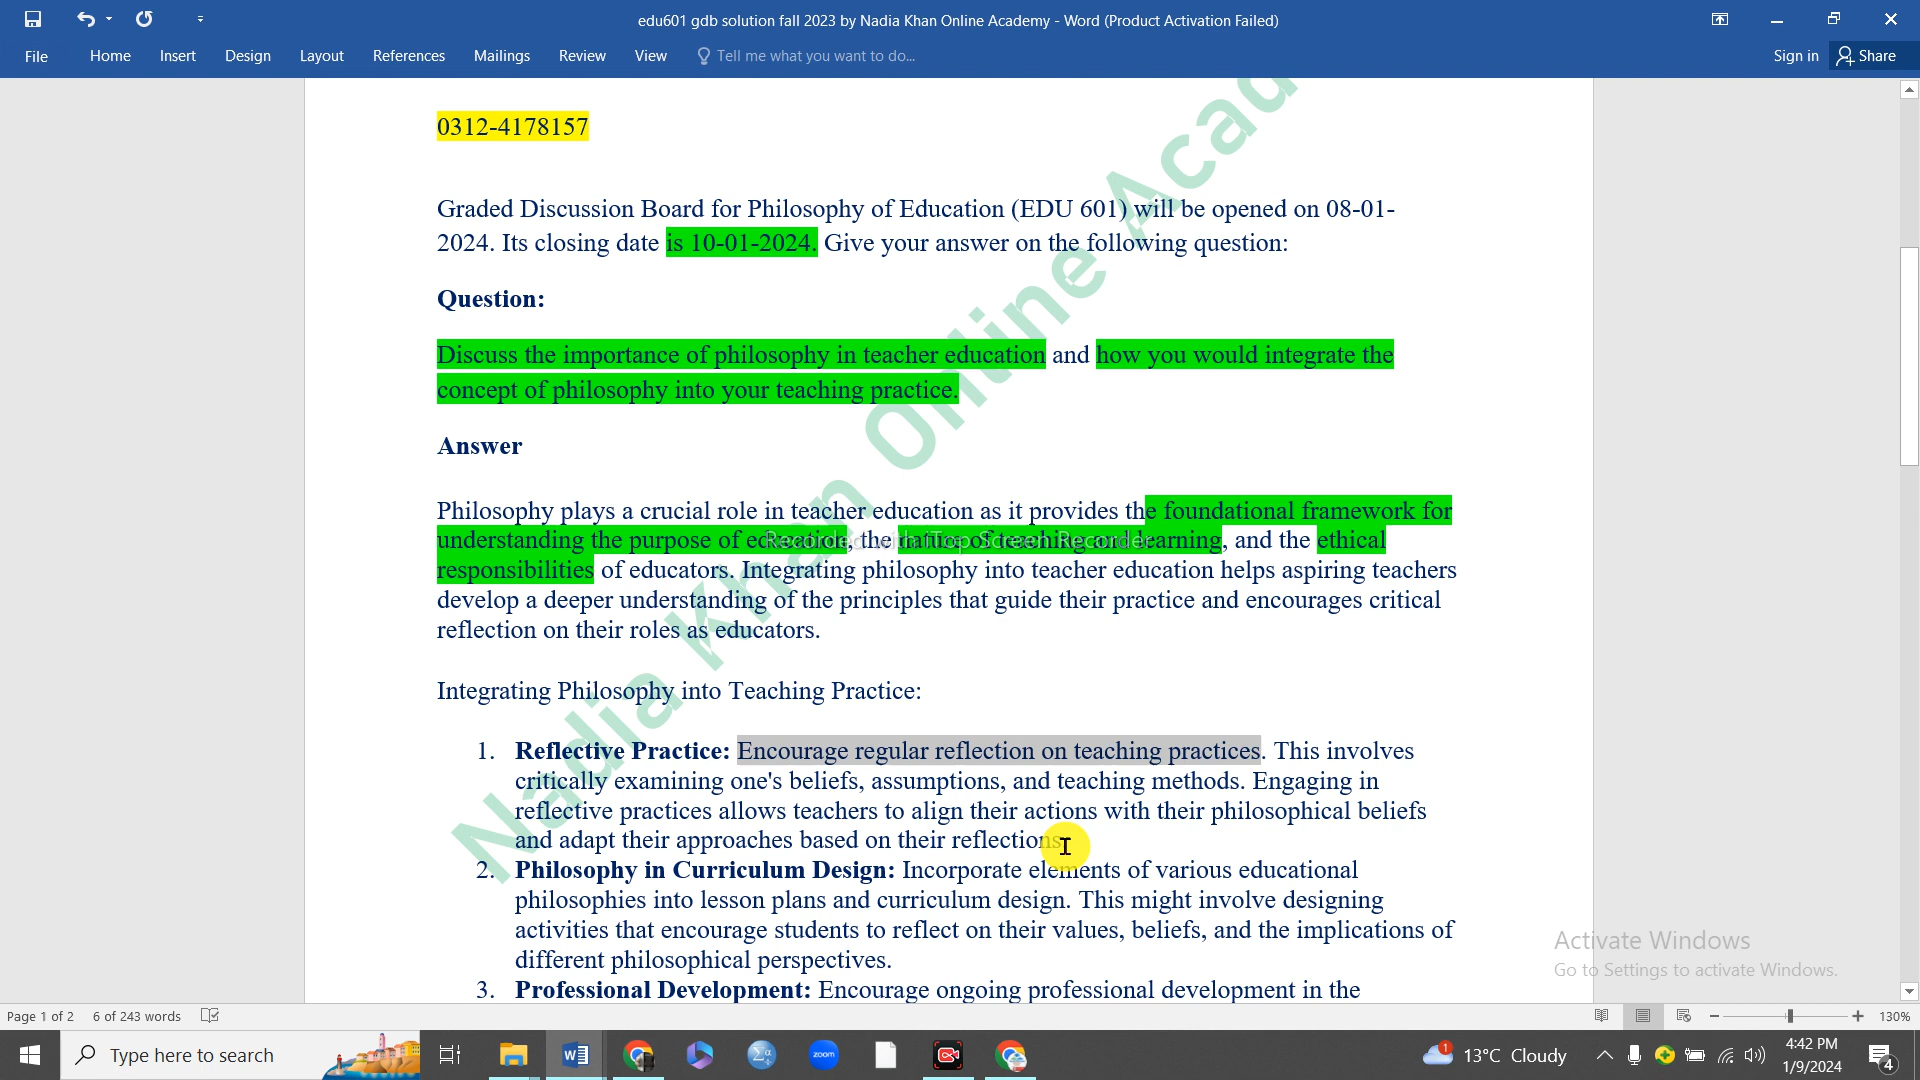 edu601 gdb solution fall 2023 by Nadia Khan Online Academy - Word (Product Activation Failed)
File Home Insert Design Layout References Mailings Review View Tell me what you want to do... Sign in Share
0312-4178157
Graded Discussion Board for Philosophy of Education (EDU 601) will be opened on 08-01-
2024. Its closing date is 10-01-2024. Give your answer on the following question:
Question:
Discuss the importance of philosophy in teacher education and how you would integrate the
concept of philosophy into your teaching practice.
Answer
Philosophy plays a crucial role in teacher education as it provides the foundational framework for
understanding the purpose of education, the nature of teaching and learning, and the ethical
responsibilities of educators. Integrating philosophy into teacher education helps aspiring teachers
develop a deeper understanding of the principles that guide their practice and encourages critical
reflection on their roles as educators.
Integrating Philosophy into Teaching Practice:
1. Reflective Practice: Encourage regular reflection on teaching practices. This involves
critically examining one's beliefs, assumptions, and teaching methods. Engaging in
reflective practices allows teachers to align their actions with their philosophical beliefs
and adapt their approaches based on their reflections.
2. Philosophy in Curriculum Design: Incorporate elements of various educational
philosophies into lesson plans and curriculum design. This might involve designing
activities that encourage students to reflect on their values, beliefs, and the implications of
different philosophical perspectives.
3. Professional Development: Encourage ongoing professional development in the
Nadia Khan Online Acad
Recorded with iTop Screen Recorder
Activate Windows
Go to Settings to activate Windows.
Page 1 of 2 6 of 243 words 130%
Type here to search zoom 1 13°C Cloudy 4:42 PM
1/9/2024 4